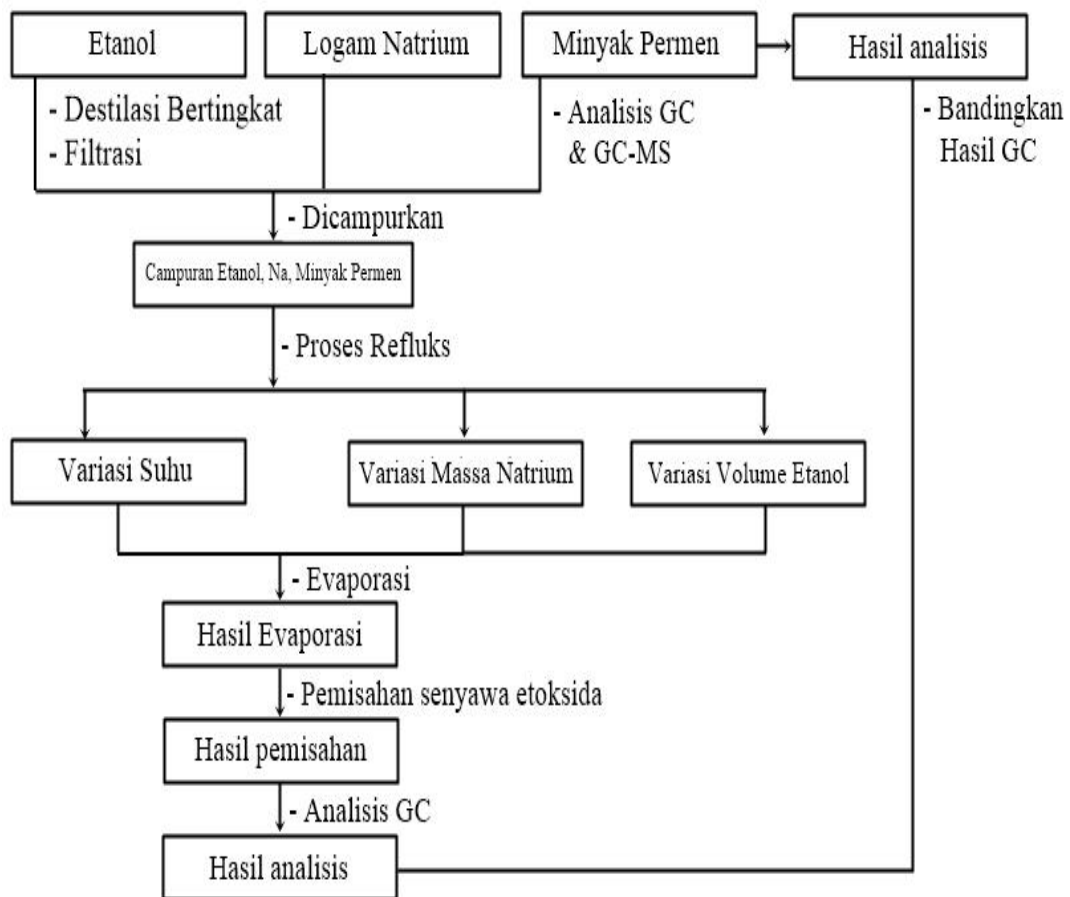 Etanol
Logam Natrium
Minyak Permen
Hasil analisis
- Destilasi Bertingkat
- Filtrasi
- Analisis GC
& GC-MS
- Bandingkan
Hasil GC
- Dicampurkan
Campuran Etanol, Na, Minyak Permen
- Proses Refluks
Variasi Suhu
Variasi Massa Natrium
Variasi Volume Etanol
- Evaporasi
Hasil Evaporasi
- Pemisahan senyawa etoksida
Hasil pemisahan
- Analisis GC
Hasil analisis